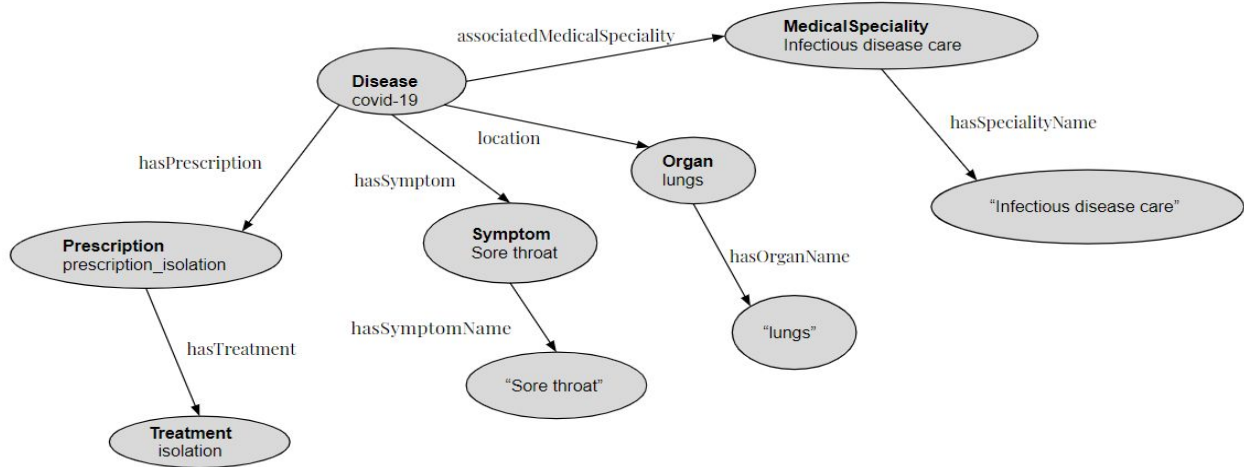 associatedMedicalSpeciality
MedicalSpeciality
Infectious disease care
Disease
covid-19
hasSpecialityName
location
hasPrescription
Organ
lungs
hasSymptom
“Infectious disease care”
Symptom
Sore throat
Prescription
prescription_isolation
hasOrganName
hasSymptomName
“lungs”
hasTreatment
“Sore throat”
Treatment
isolation